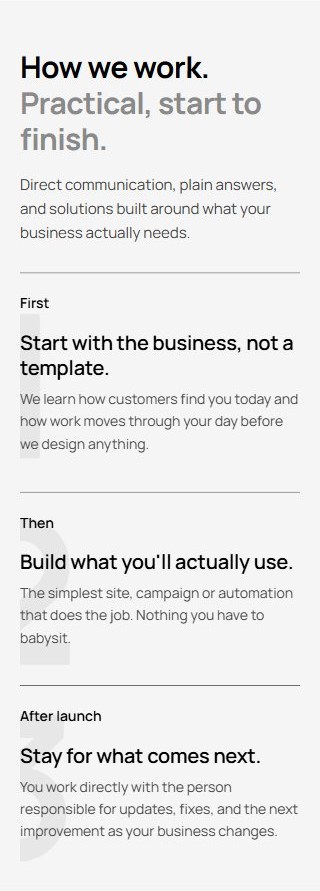 How we work.
Practical, start to
finish.
Direct communication, plain answers,
and solutions built around what your
business actually needs.
First
1
Start with the business, not a
template.
We learn how customers find you today and
how work moves through your day before
we design anything.
Then
2
Build what you'll actually use.
The simplest site, campaign or automation
that does the job. Nothing you have to
babysit.
After launch
3
Stay for what comes next.
You work directly with the person
responsible for updates, fixes, and the next
improvement as your business changes.